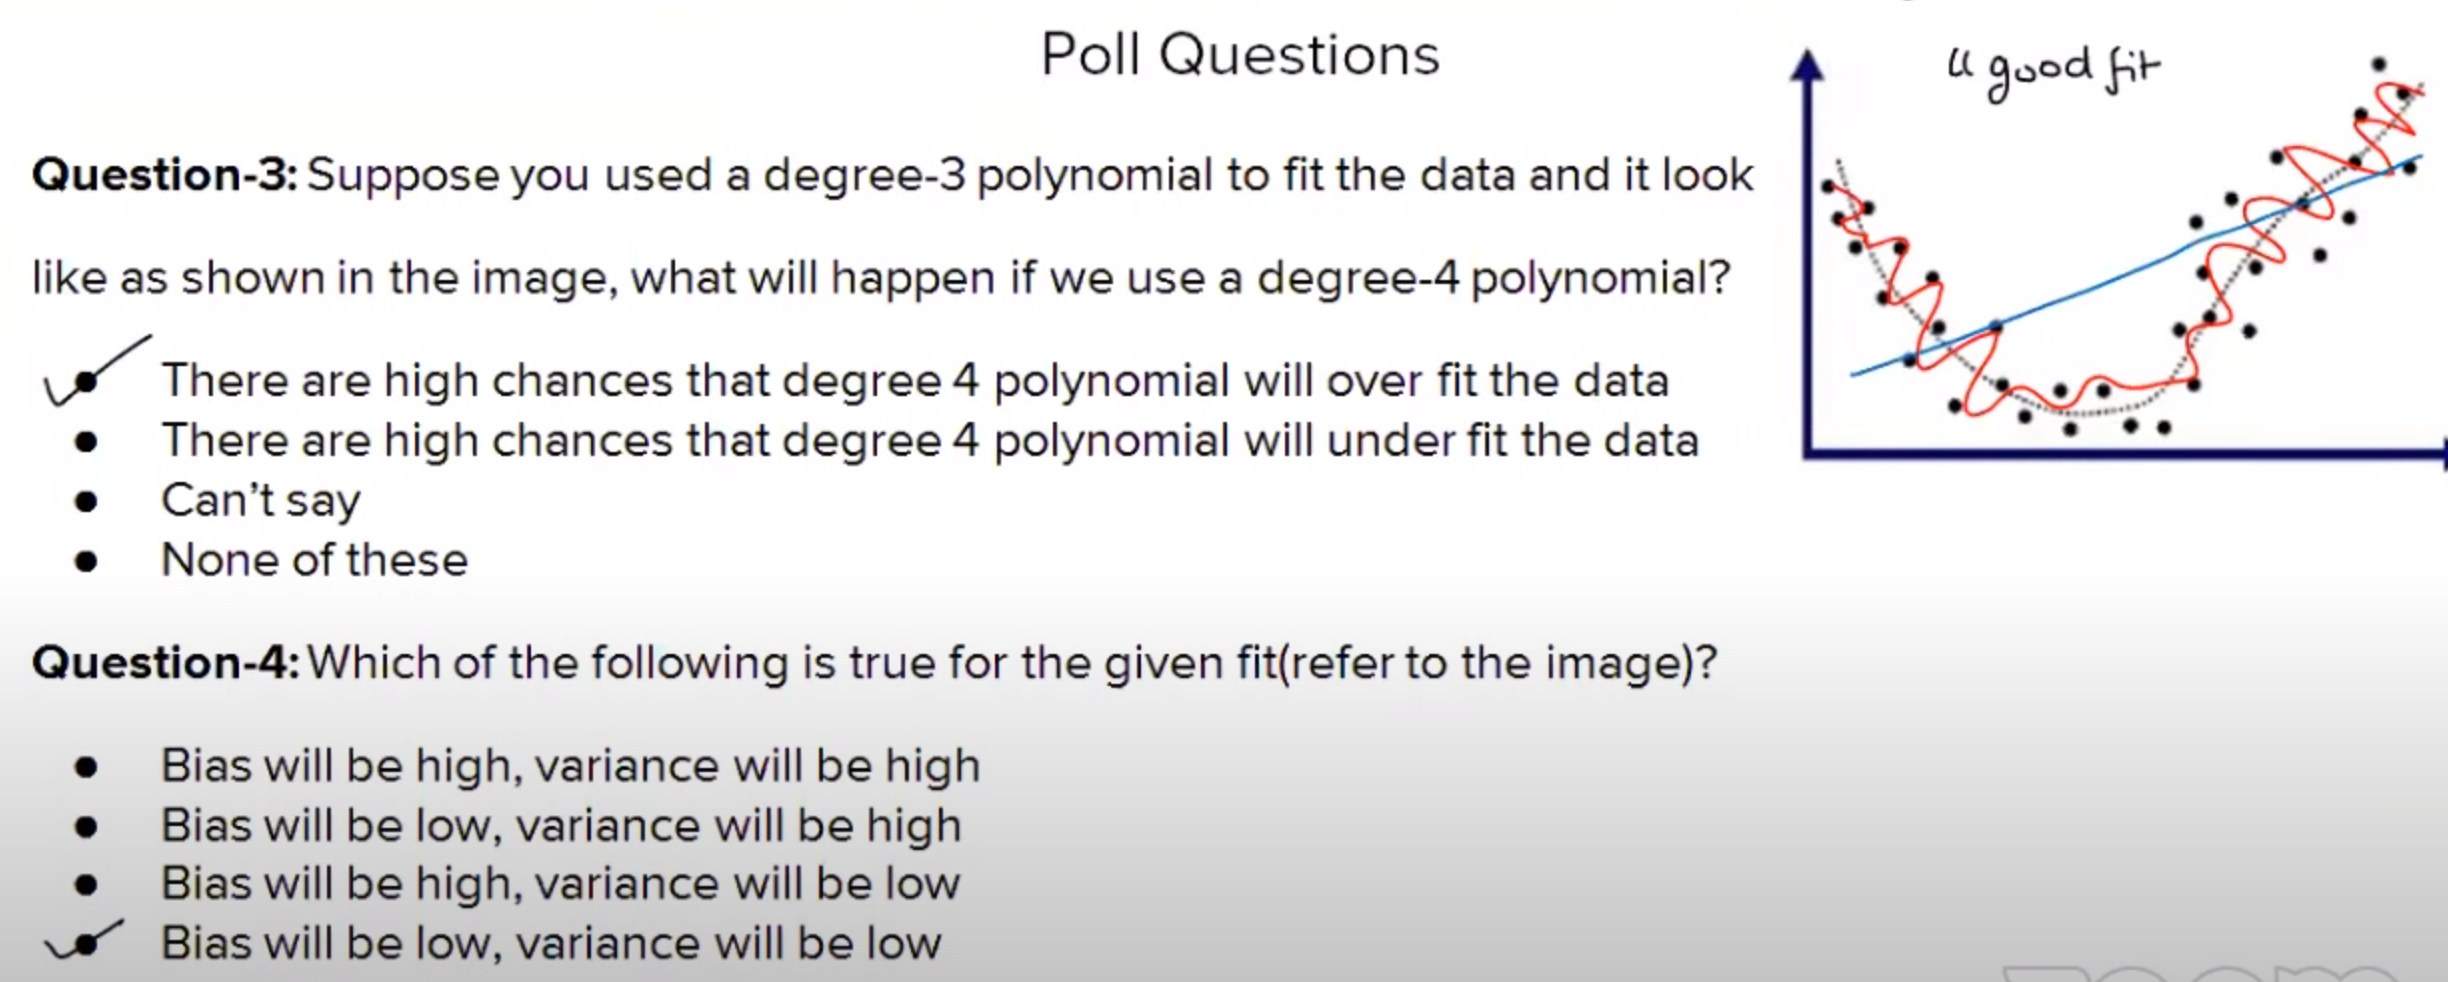 Poll Questions
a good fit
Question-3: Suppose you used a degree-3 polynomial to fit the data and it look
like as shown in the image, what will happen if we use a degree-4 polynomial?
There are high chances that degree 4 polynomial will over fit the data
There are high chances that degree 4 polynomial will under fit the data
Can't say
None of these
Question-4: Which of the following is true for the given fit(refer to the image)?
Bias will be high, variance will be high
Bias will be low, variance will be high
Bias will be high, variance will be low
Bias will be low, variance will be low
zoom